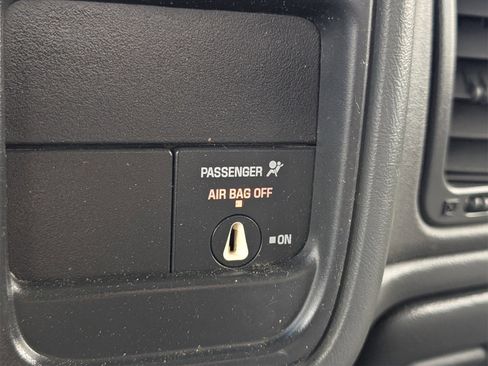 PASSENGER
AIR BAG OFF
ON